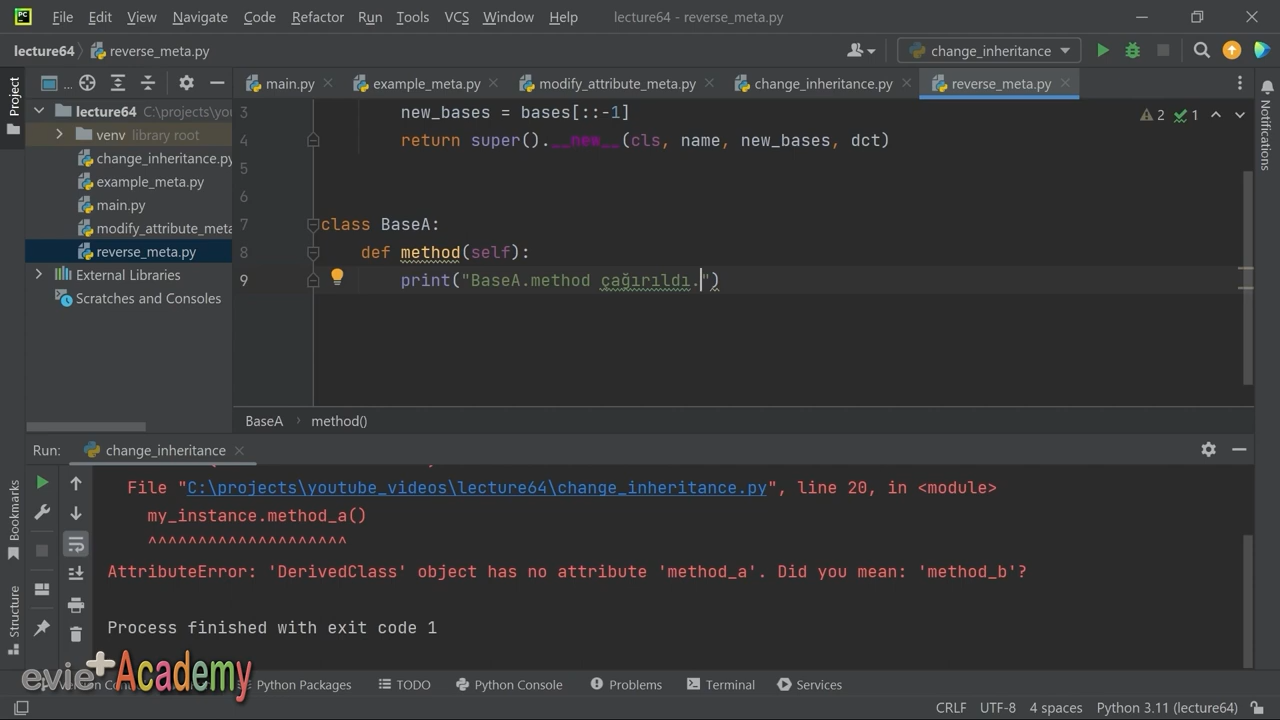 File Edit View Navigate Code Refactor Run Tools VCS Window Help lecture64 - reverse_meta.py
lecture64 reverse_meta.py change_inheritance
Project ... main.py example_meta.py modify_attribute_meta.py change_inheritance.py reverse_meta.py
lecture64 C:\projects\you
venv library root
change_inheritance.py
example_meta.py
main.py
modify_attribute_meta
reverse_meta.py
External Libraries
Scratches and Consoles
3 new_bases = bases[::-1]
4 return super().__new__(cls, name, new_bases, dct)
5
6
7 class BaseA:
8 def method(self):
9 print("BaseA.method çağırıldı.")
2 1
Notifications
BaseA method()
Run: change_inheritance
File "C:\projects\youtube_videos\lecture64\change_inheritance.py", line 20, in <module>
my_instance.method_a()
^^^^^^^^^^^^^^^^^^^^
AttributeError: 'DerivedClass' object has no attribute 'method_a'. Did you mean: 'method_b'?
Process finished with exit code 1
Bookmarks
Structure
evie+Academy
Python Packages TODO Python Console Problems Terminal Services
CRLF UTF-8 4 spaces Python 3.11 (lecture64)